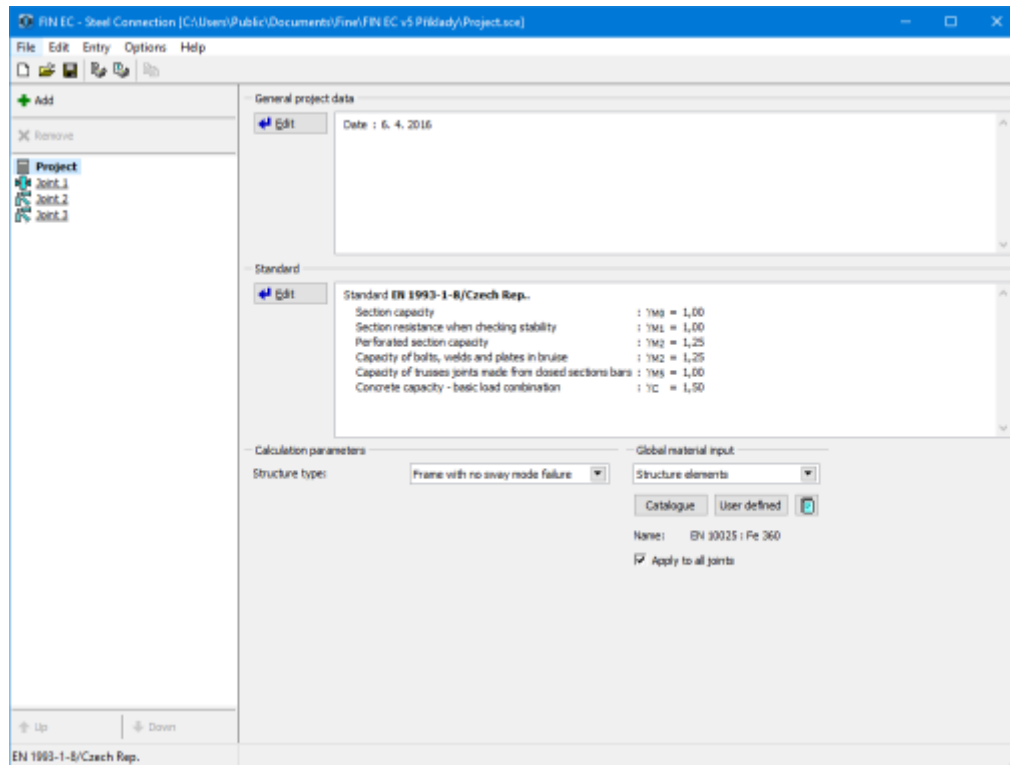 FIN EC - Steel Connection [C:\Users\Public\Documents\Fine\FIN EC v5 Příklady\Project.sce]
File Edit Entry Options Help
Add
Remove
Project
Joint 1
Joint 2
Joint 3
Up Down
General project data
Edit
Date : 6. 4. 2016
Standard
Edit
Standard EN 1993-1-8/Czech Rep..
Section capacity : γM0 = 1,00
Section resistance when checking stability : γM1 = 1,00
Perforated section capacity : γM2 = 1,25
Capacity of bolts, welds and plates in bruise : γM2 = 1,25
Capacity of trusses joints made from closed sections bars : γM5 = 1,00
Concrete capacity - basic load combination : γC = 1,50
Calculation parameters
Structure type: Frame with no sway mode failure
Global material input
Structure elements
Catalogue User defined
Name: EN 10025 : Fe 360
Apply to all joints
EN 1993-1-8/Czech Rep.